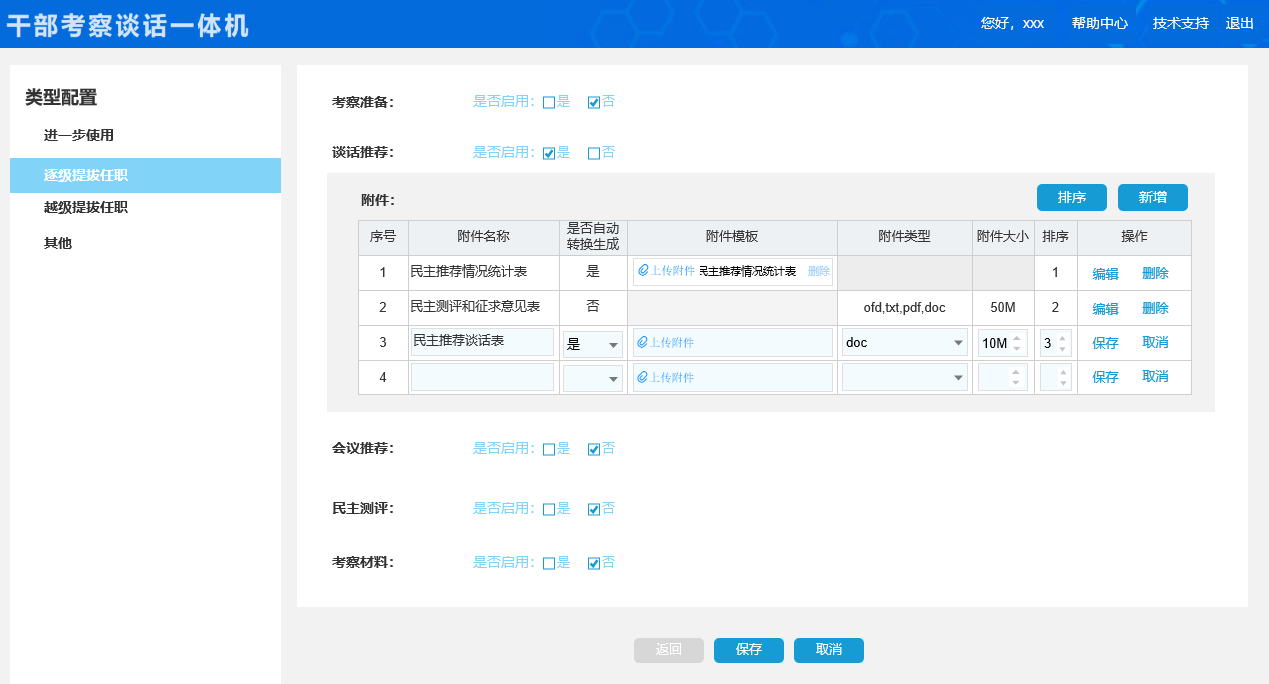 干部考察谈话一体机
您好，xxx 帮助中心 技术支持 退出
类型配置
进一步使用
逐级提拔任职
越级提拔任职
其他
考察准备： 是否启用： 是 否
谈话推荐： 是否启用： 是 否
附件： 排序 新增
序号 附件名称 是否自动转换生成 附件模板 附件类型 附件大小 排序 操作
1 民主推荐情况统计表 是 上传附件 民主推荐情况统计表 删除 1 编辑 删除
2 民主测评和征求意见表 否 ofd,txt,pdf,doc 50M 2 编辑 删除
3 民主推荐谈话表 是 上传附件 doc 10M 3 保存 取消
4 上传附件 保存 取消
会议推荐： 是否启用： 是 否
民主测评： 是否启用： 是 否
考察材料： 是否启用： 是 否
返回 保存 取消